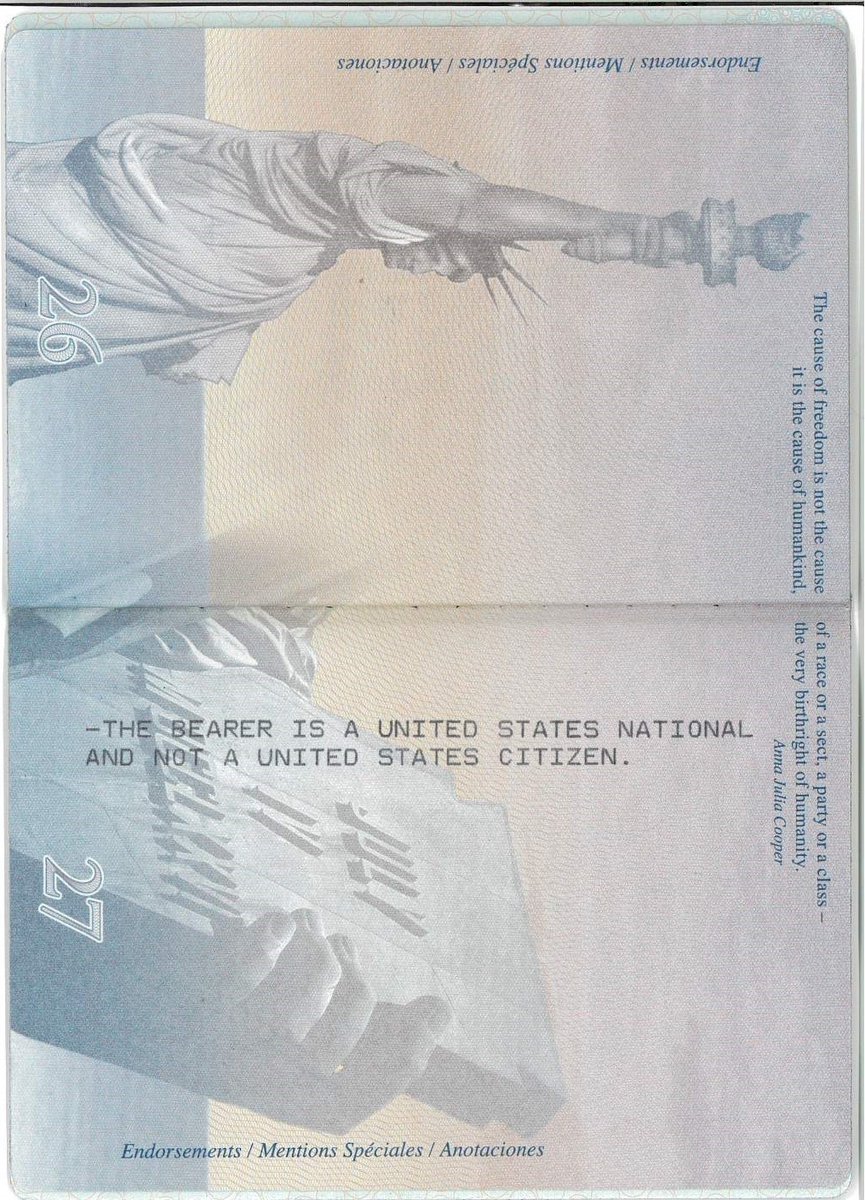 Endorsements / Mentions Spéciales / Anotaciones
26
The cause of freedom is not the cause of a race or a sect, a party or a class –
it is the cause of humankind, the very birthright of humanity.
Anna Julia Cooper
-THE BEARER IS A UNITED STATES NATIONAL
AND NOT A UNITED STATES CITIZEN.
27
Endorsements / Mentions Spéciales / Anotaciones